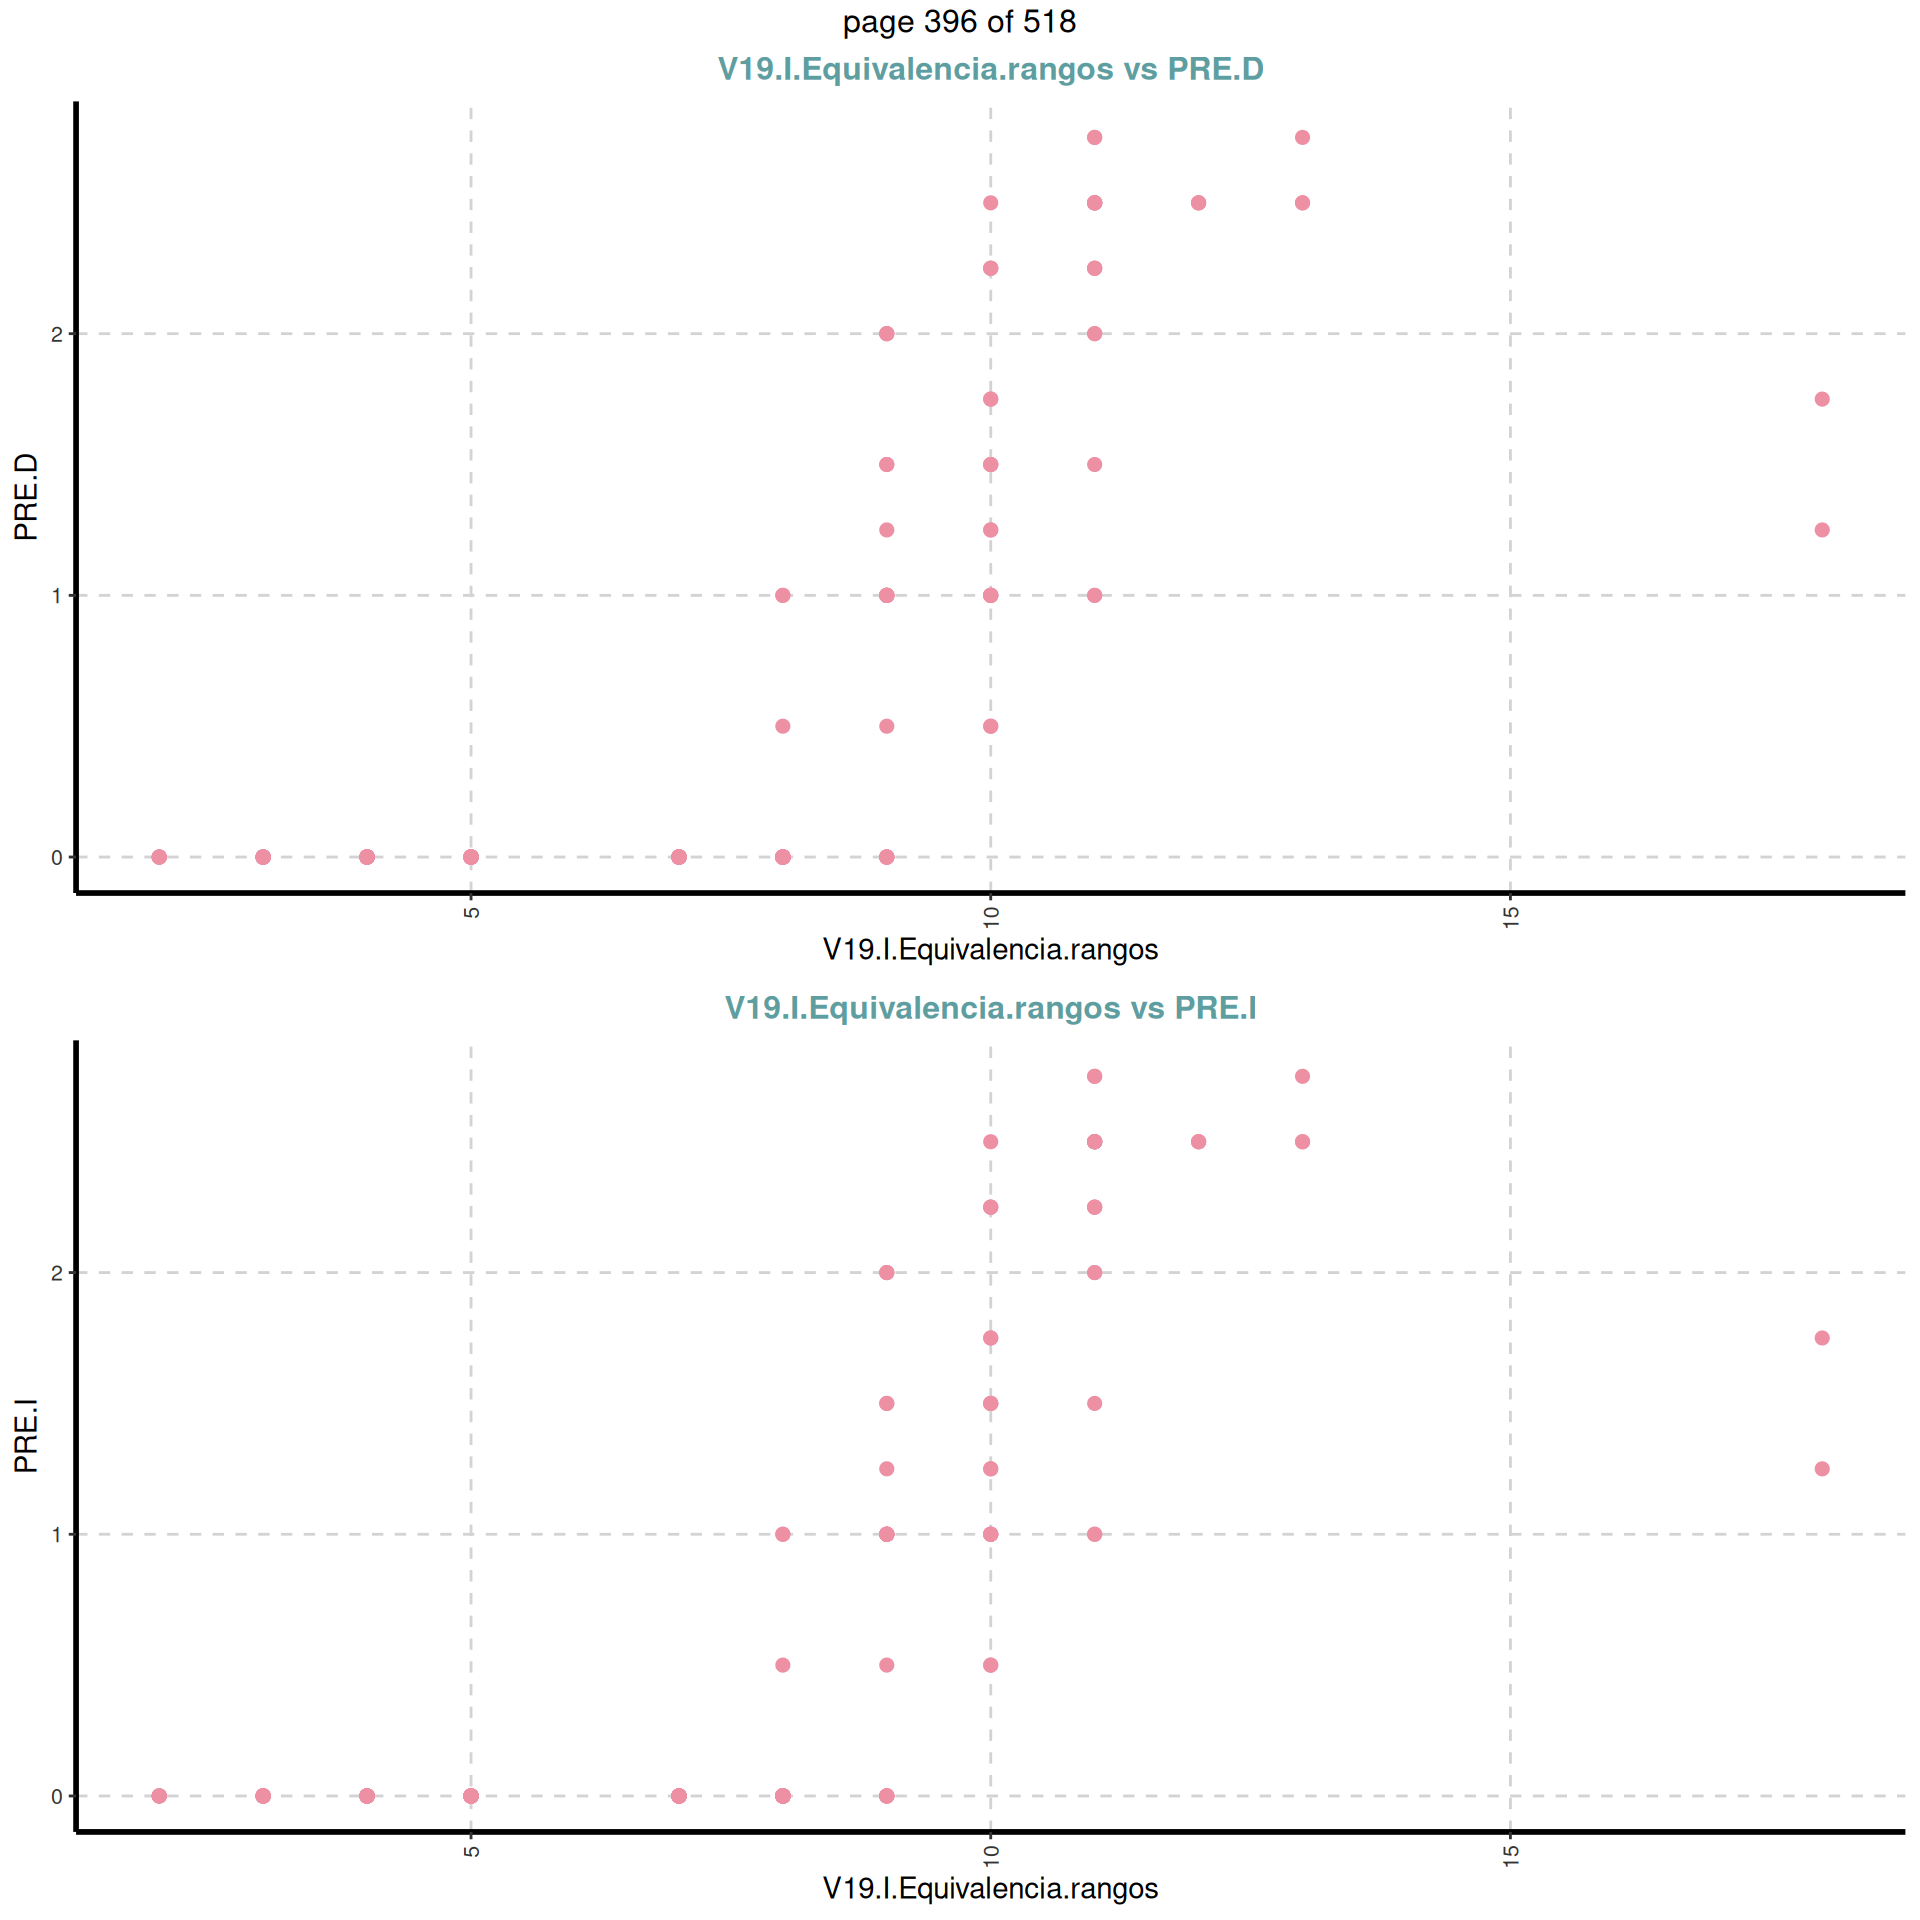 page 396 of 518
V19.I.Equivalencia.rangos vs PRE.D
PRE.D
2
1
0
5 10 15
V19.I.Equivalencia.rangos
V19.I.Equivalencia.rangos vs PRE.I
PRE.I
2
1
0
5 10 15
V19.I.Equivalencia.rangos